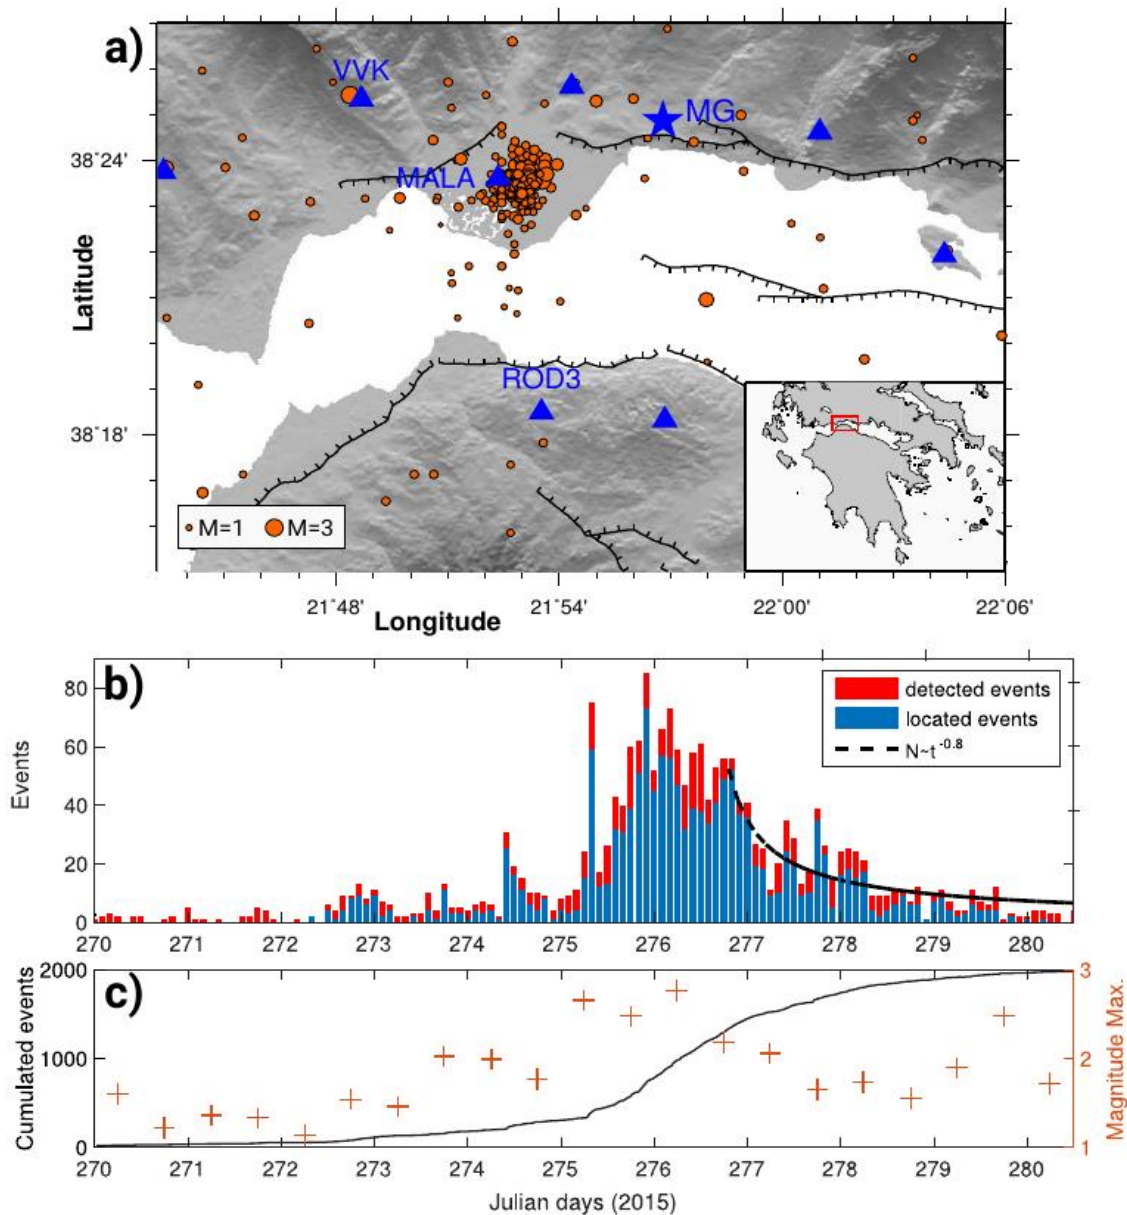 a)
VVK
MG
38°24'
MALA
Latitude
ROD3
38°18'
M=1 M=3
21°48' 21°54' 22°00' 22°06'
Longitude
b)
80
60
40
20
0
Events
detected events
located events
N~t^-0.8
270 271 272 273 274 275 276 277 278 279 280
c)
2000
1000
0
Cumulated events
3
2
1
Magnitude Max.
270 271 272 273 274 275 276 277 278 279 280
Julian days (2015)